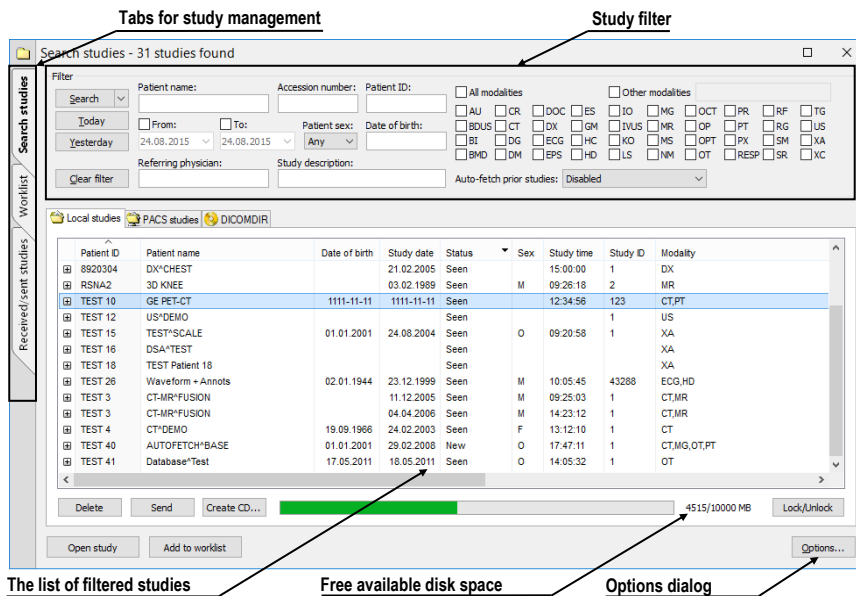 Tabs for study management
Study filter
Search studies - 31 studies found
Search studies
Worklist
Received/sent studies
Filter
Patient name: Accession number: Patient ID:
Search
Today
Yesterday
Clear filter
From: To: Patient sex: Date of birth:
24.08.2015 24.08.2015 Any
Referring physician: Study description:
All modalities Other modalities
AU CR DOC ES IO MG OCT PR RF TG
BDUS CT DX GM IVUS MR OP PT RG US
BI DG ECG HC KO MS OPT PX SM XA
BMD DM EPS HD LS NM OT RESP SR XC
Auto-fetch prior studies: Disabled
Local studies PACS studies DICOMDIR
Patient ID Patient name Date of birth Study date Status Sex Study time Study ID Modality
8920304 DX^CHEST 21.02.2005 Seen 15:00:00 1 DX
RSNA2 3D KNEE 03.02.1989 Seen M 09:26:18 2 MR
TEST 10 GE PET-CT 1111-11-11 1111-11-11 Seen 12:34:56 123 CT,PT
TEST 12 US^DEMO Seen 1 US
TEST 15 TEST^SCALE 01.01.2001 24.08.2004 Seen O 09:20:58 1 XA
TEST 16 DSA^TEST Seen XA
TEST 18 TEST Patient 18 Seen XA
TEST 26 Waveform + Annots 02.01.1944 23.12.1999 Seen M 10:05:45 43288 ECG,HD
TEST 3 CT-MR^FUSION 11.12.2005 Seen M 09:25:03 1 CT,MR
TEST 3 CT-MR^FUSION 04.04.2006 Seen M 14:23:12 1 CT,MR
TEST 4 CT^DEMO 19.09.1966 24.02.2003 Seen F 13:12:10 1 CT
TEST 40 AUTOFETCH^BASE 01.01.2001 29.02.2008 New O 17:47:11 1 CT,MG,OT,PT
TEST 41 Database^Test 17.05.2011 18.05.2011 Seen O 14:05:32 1 OT
Delete Send Create CD... 4515/10000 MB Lock/Unlock
Open study Add to worklist Options...
The list of filtered studies
Free available disk space
Options dialog